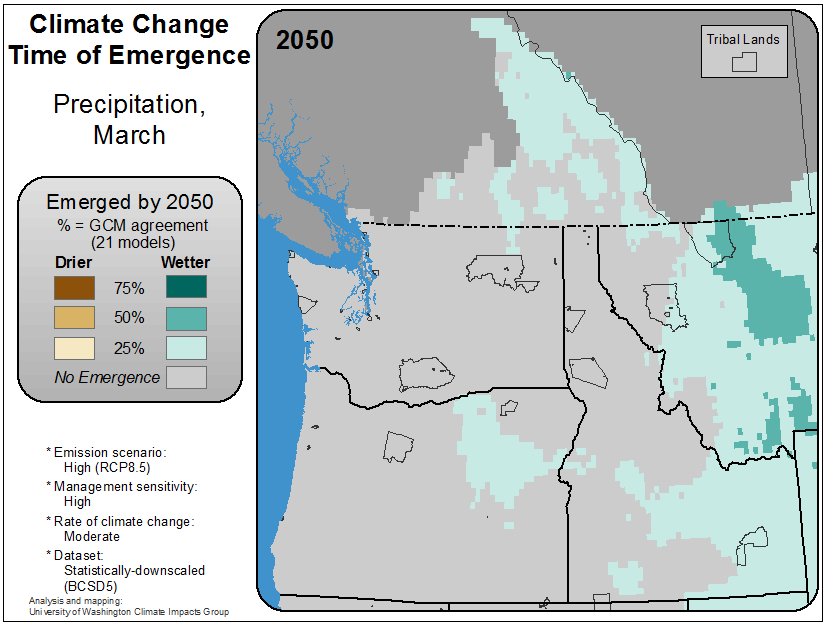 Climate Change
Time of Emergence
Precipitation,
March
Emerged by 2050
% = GCM agreement
(21 models)
Drier Wetter
75%
50%
25%
No Emergence
* Emission scenario:
High (RCP8.5)
* Management sensitivity:
High
* Rate of climate change:
Moderate
* Dataset:
Statistically-downscaled
(BCSD5)
Analysis and mapping:
University of Washington Climate Impacts Group
2050
Tribal Lands